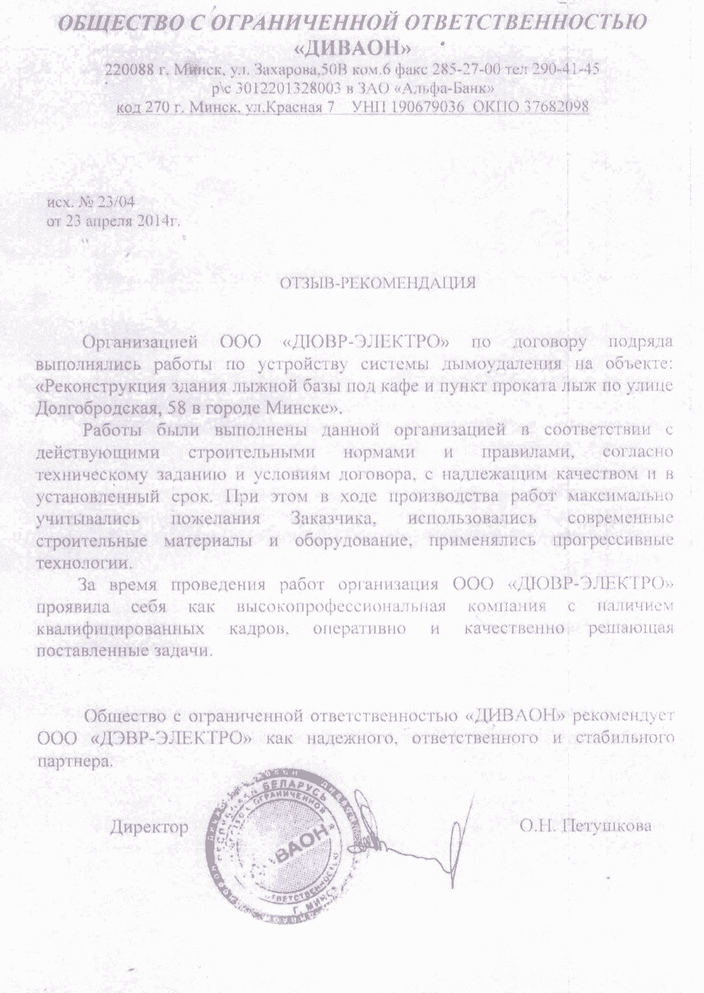 ОБЩЕСТВО С ОГРАНИЧЕННОЙ ОТВЕТСТВЕННОСТЬЮ
«ДИВАОН»
220088 г. Минск, ул. Захарова,50В ком.6 факс 285-27-00 тел 290-41-45
р\с 3012201328003 в ЗАО «Альфа-Банк»
код 270 г. Минск, ул.Красная 7 УНП 190679036 ОКПО 37682098
исх. № 23/04
от 23 апреля 2014г.
ОТЗЫВ-РЕКОМЕНДАЦИЯ
Организацией ООО «ДЮВР-ЭЛЕКТРО» по договору подряда
выполнялись работы по устройству системы дымоудаления на объекте:
«Реконструкция здания лыжной базы под кафе и пункт проката лыж по улице
Долгобродская, 58 в городе Минске».
Работы были выполнены данной организацией в соответствии с
действующими строительными нормами и правилами, согласно
техническому заданию и условиям договора, с надлежащим качеством и в
установленный срок. При этом в ходе производства работ максимально
учитывались пожелания Заказчика, использовались современные
строительные материалы и оборудование, применялись прогрессивные
технологии.
За время проведения работ организация ООО «ДЮВР-ЭЛЕКТРО»
проявила себя как высокопрофессиональная компания с наличием
квалифицированных кадров, оперативно и качественно решающая
поставленные задачи.
Общество с ограниченной ответственностью «ДИВАОН» рекомендует
ООО «ДЭВР-ЭЛЕКТРО» как надежного, ответственного и стабильного
партнера.
Директор О.Н. Петушкова
БЕЛАРУСЬ
ОГРАНИЧЕННОЙ
ВАОН»
ОТВЕТСТВЕННОСТЬЮ
Г. МИНСК